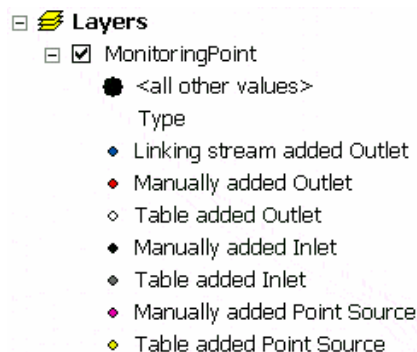 Layers
MonitoringPoint
<all other values>
Type
Linking stream added Outlet
Manually added Outlet
Table added Outlet
Manually added Inlet
Table added Inlet
Manually added Point Source
Table added Point Source